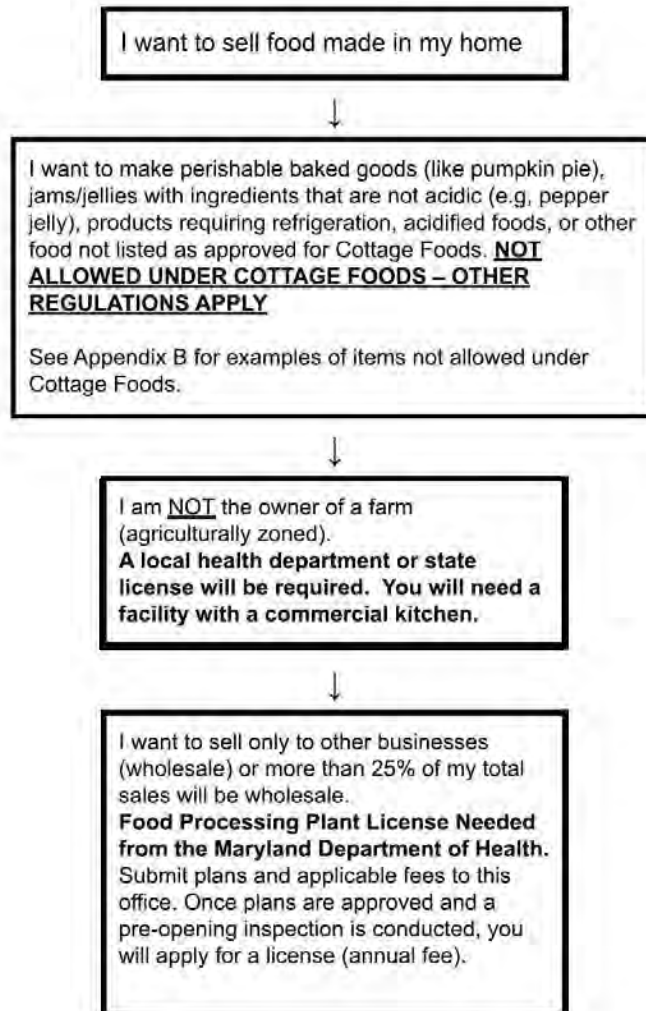 I want to sell food made in my home
↓
I want to make perishable baked goods (like pumpkin pie),
jams/jellies with ingredients that are not acidic (e.g, pepper
jelly), products requiring refrigeration, acidified foods, or other
food not listed as approved for Cottage Foods. NOT
ALLOWED UNDER COTTAGE FOODS – OTHER
REGULATIONS APPLY
See Appendix B for examples of items not allowed under
Cottage Foods.
↓
I am NOT the owner of a farm
(agriculturally zoned).
A local health department or state
license will be required. You will need a
facility with a commercial kitchen.
↓
I want to sell only to other businesses
(wholesale) or more than 25% of my total
sales will be wholesale.
Food Processing Plant License Needed
from the Maryland Department of Health.
Submit plans and applicable fees to this
office. Once plans are approved and a
pre-opening inspection is conducted, you
will apply for a license (annual fee).